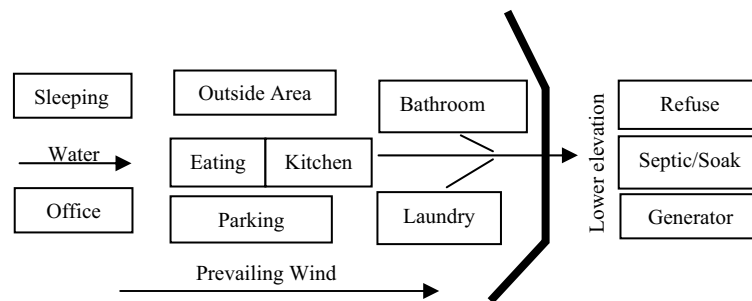 Sleeping
Outside Area
Bathroom
Refuse
Water
Eating
Kitchen
Septic/Soak
Office
Parking
Laundry
Generator
Lower elevation
Prevailing Wind